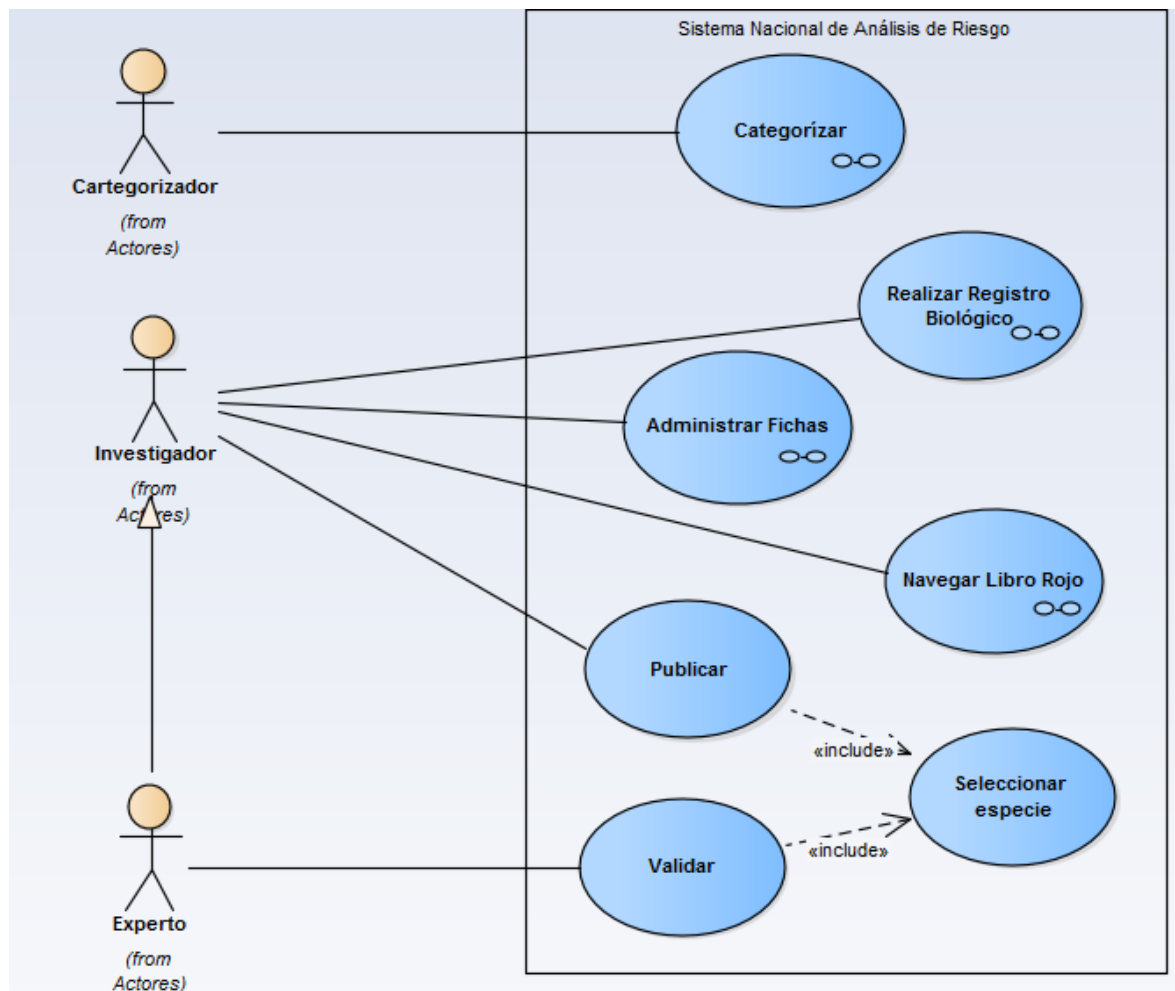 Sistema Nacional de Análisis de Riesgo
Categorízar
Cartegorizador
(from
Actores)
Realizar Registro
Biológico
Administrar Fichas
Investigador
(from
Actores)
Navegar Libro Rojo
Publicar
«include»
Seleccionar
especie
«include»
Validar
Experto
(from
Actores)